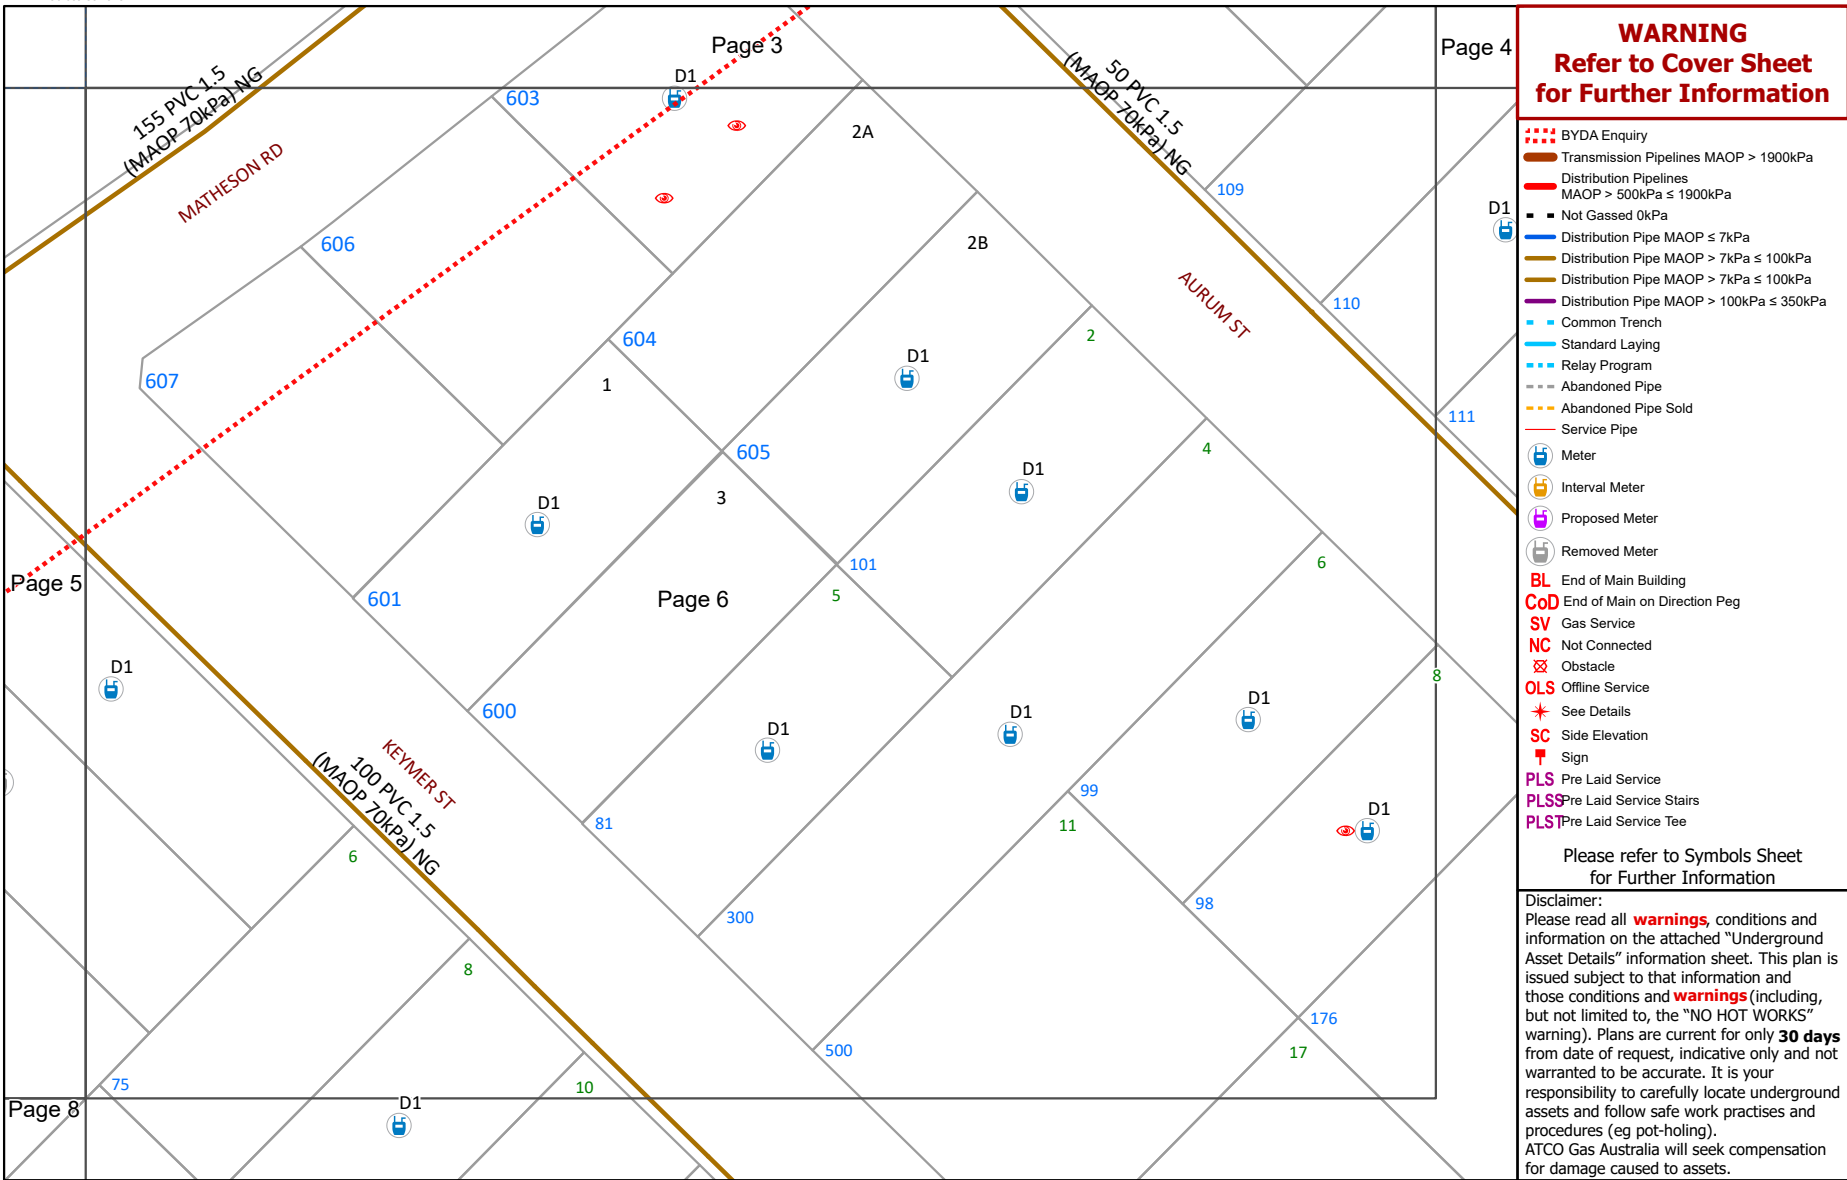 Page 3
Page 4
155 PVC 1.5
(MAOP 70kPa) NG
MATHESON RD
D1
603
2A
50 PVC 1.5
(MAOP 70kPa) NG
109
D1
606
2B
AURUM ST
110
604
2
607
1
D1
111
605
4
D1
3
D1
101
6
Page 5
601
5
Page 6
D1
8
600
D1
D1
D1
KEYMER ST
100 PVC 1.5
(MAOP 70kPa) NG
99
D1
81
11
6
98
300
8
176
500
17
75
10
Page 8
D1
WARNING
Refer to Cover Sheet
for Further Information
BYDA Enquiry
Transmission Pipelines MAOP > 1900kPa
Distribution Pipelines
MAOP > 500kPa ≤ 1900kPa
Not Gassed 0kPa
Distribution Pipe MAOP ≤ 7kPa
Distribution Pipe MAOP > 7kPa ≤ 100kPa
Distribution Pipe MAOP > 7kPa ≤ 100kPa
Distribution Pipe MAOP > 100kPa ≤ 350kPa
Common Trench
Standard Laying
Relay Program
Abandoned Pipe
Abandoned Pipe Sold
Service Pipe
Meter
Interval Meter
Proposed Meter
Removed Meter
BL End of Main Building
CoD End of Main on Direction Peg
SV Gas Service
NC Not Connected
Obstacle
OLS Offline Service
See Details
SC Side Elevation
Sign
PLS Pre Laid Service
PLSS Pre Laid Service Stairs
PLST Pre Laid Service Tee
Please refer to Symbols Sheet
for Further Information
Disclaimer:
Please read all warnings, conditions and
information on the attached “Underground
Asset Details” information sheet. This plan is
issued subject to that information and
those conditions and warnings (including,
but not limited to, the “NO HOT WORKS”
warning). Plans are current for only 30 days
from date of request, indicative only and not
warranted to be accurate. It is your
responsibility to carefully locate underground
assets and follow safe work practises and
procedures (eg pot-holing).
ATCO Gas Australia will seek compensation
for damage caused to assets.